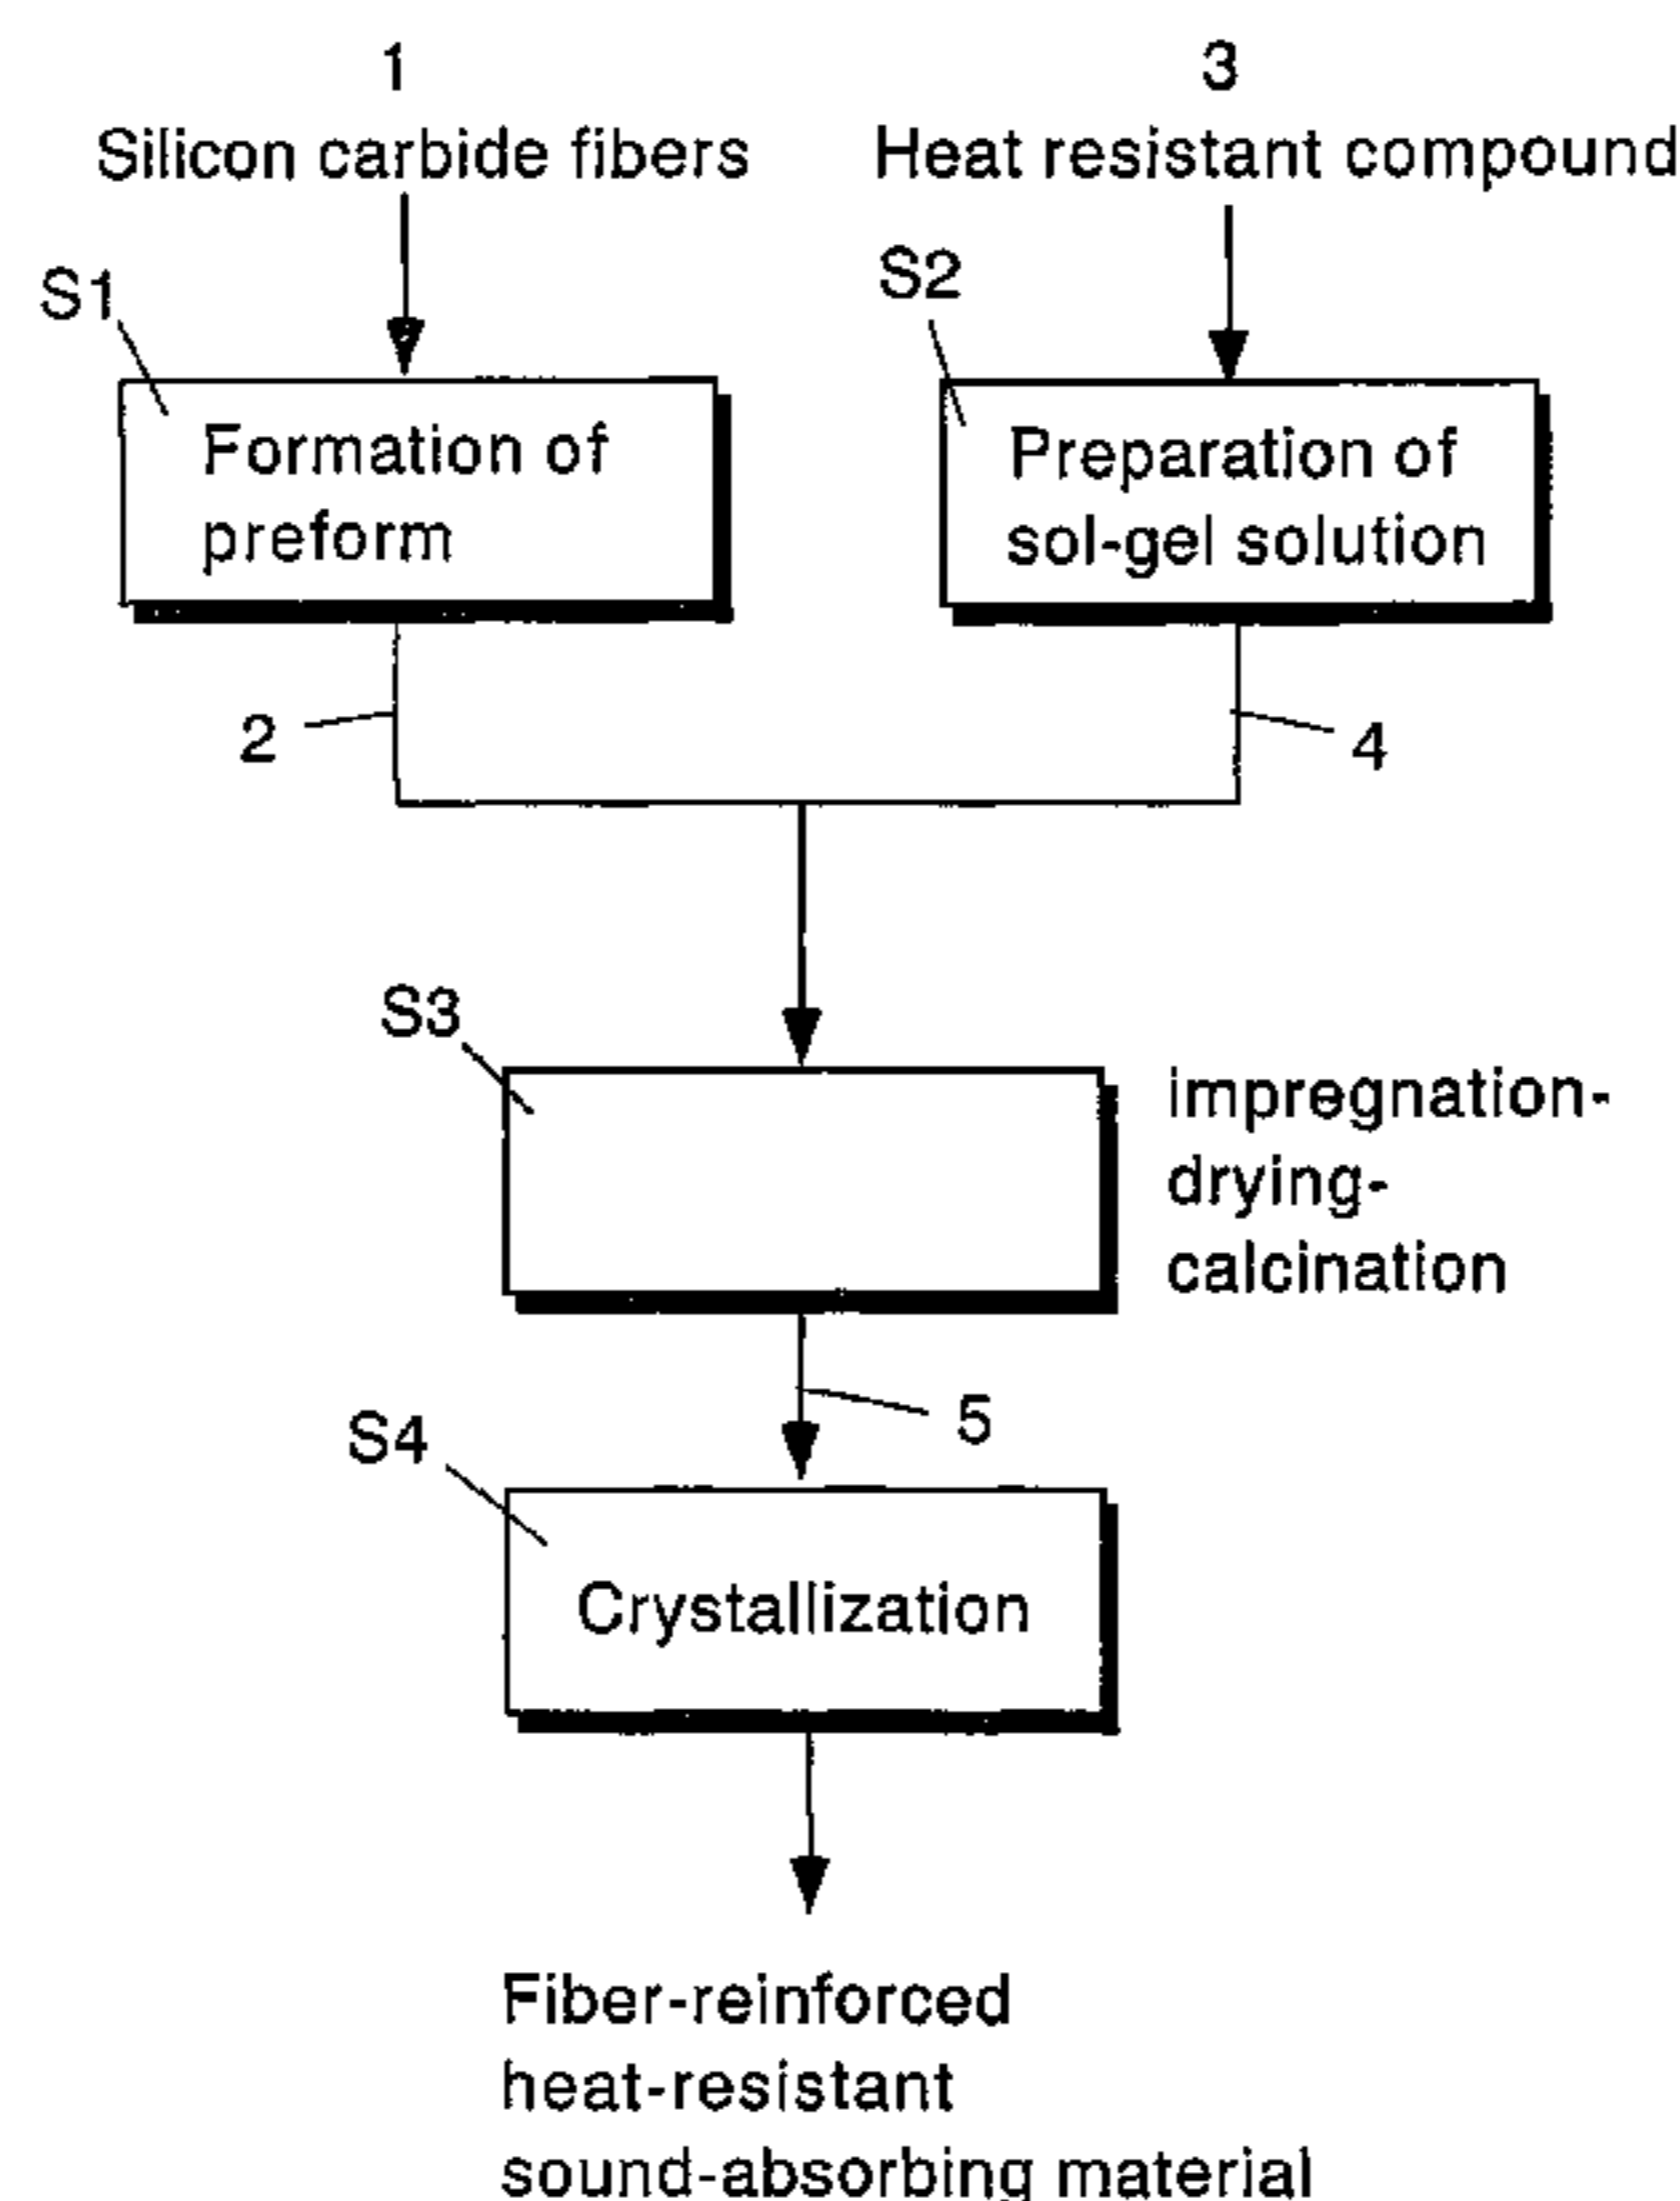 1
Silicon carbide fibers
3
Heat resistant compound
S1
Formation of
preform
S2
Preparation of
sol-gel solution
2
4
S3
impregnation-
drying-
calcination
5
S4
Crystallization
Fiber-reinforced
heat-resistant
sound-absorbing material